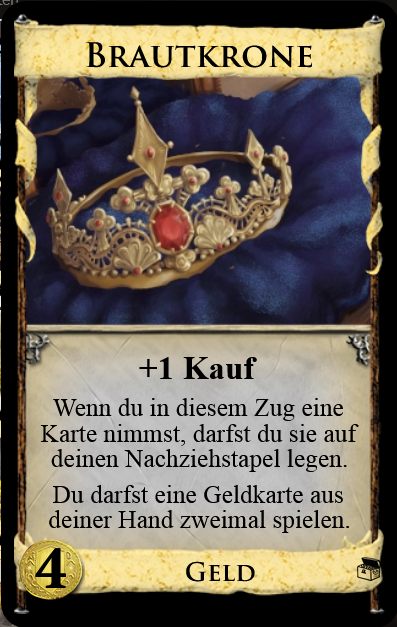 BRAUTKRONE
+1 Kauf
Wenn du in diesem Zug eine
Karte nimmst, darfst du sie auf
deinen Nachziehstapel legen.
Du darfst eine Geldkarte aus
deiner Hand zweimal spielen.
4
GELD